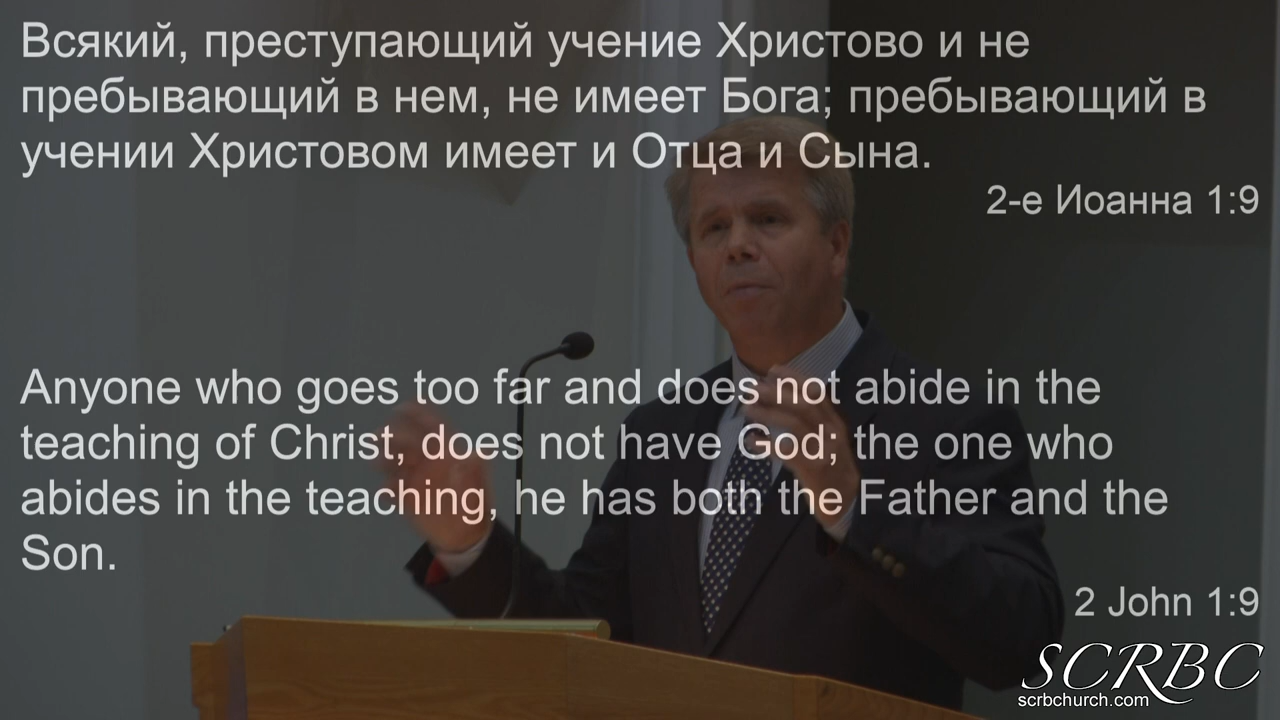 Всякий, преступающий учение Христово и не
пребывающий в нем, не имеет Бога; пребывающий в
учении Христовом имеет и Отца и Сына.
2-е Иоанна 1:9
Anyone who goes too far and does not abide in the
teaching of Christ, does not have God; the one who
abides in the teaching, he has both the Father and the
Son.
2 John 1:9
SCRBC
scrbchurch.com